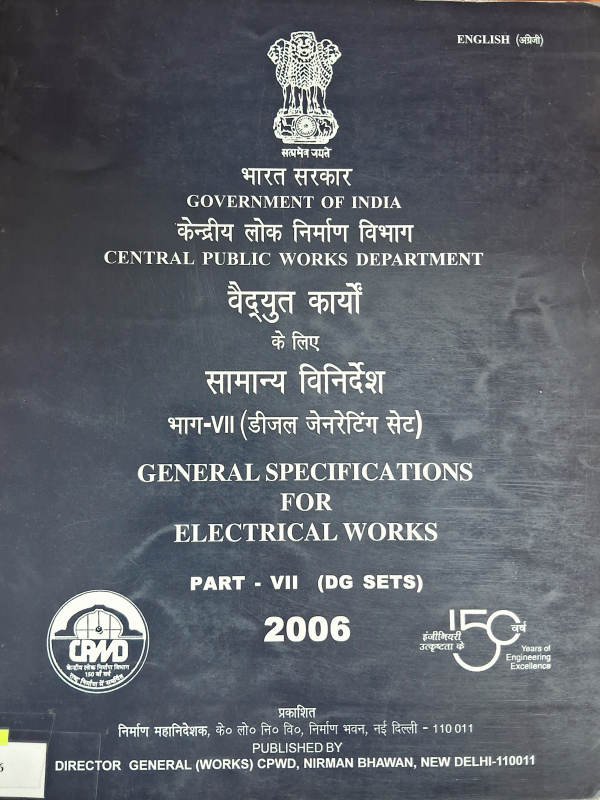 ENGLISH (अंग्रेजी)
सत्यमेव जयते
भारत सरकार
GOVERNMENT OF INDIA
केन्द्रीय लोक निर्माण विभाग
CENTRAL PUBLIC WORKS DEPARTMENT
वैद्युत कार्यों
के लिए
सामान्य विनिर्देश
भाग-VII (डीजल जेनरेटिंग सेट)
GENERAL SPECIFICATIONS
FOR
ELECTRICAL WORKS
PART - VII (DG SETS)
2006
CPWD
केन्द्रीय लोक निर्माण विभाग
150 वाँ वर्ष
राष्ट्र निर्माण में समर्पित
इंजीनियरी
उत्कृष्टता के
150 वर्ष
Years of
Engineering
Excellence
प्रकाशित
निर्माण महानिदेशक, के० लो० नि० वि०, निर्माण भवन, नई दिल्ली - 110 011
PUBLISHED BY
DIRECTOR GENERAL (WORKS) CPWD, NIRMAN BHAWAN, NEW DELHI-110011